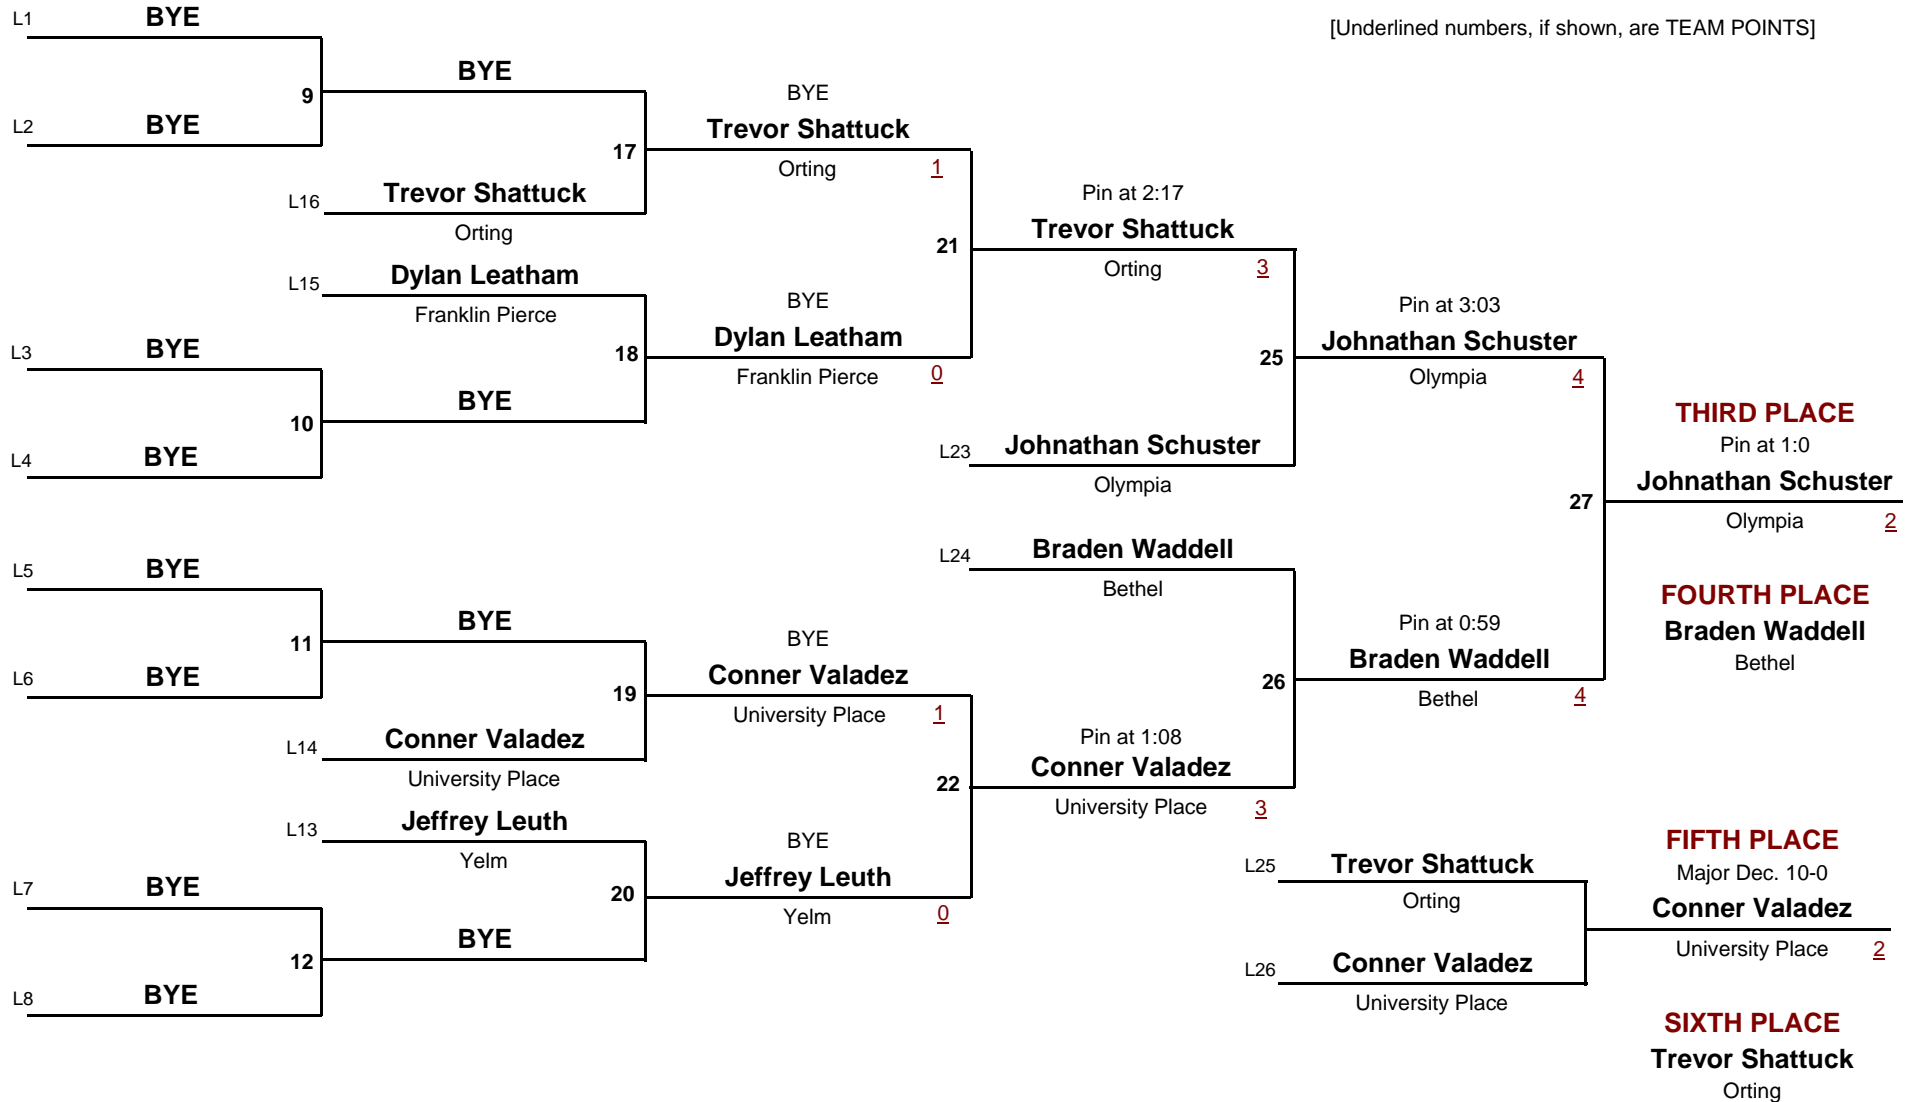 [Underlined numbers, if shown, are TEAM POINTS]
L1 BYE
9
L2 BYE
BYE
17
L16 Trevor Shattuck
Orting
L15 Dylan Leatham
Franklin Pierce
L3 BYE
10
L4 BYE
18
BYE
BYE
Trevor Shattuck
Orting 1
21
BYE
Dylan Leatham
Franklin Pierce 0
Pin at 2:17
Trevor Shattuck
Orting 3
25
L23 Johnathan Schuster
Olympia
Pin at 3:03
Johnathan Schuster
Olympia 4
27
L5 BYE
11
L6 BYE
BYE
19
L14 Conner Valadez
University Place
L13 Jeffrey Leuth
Yelm
L7 BYE
12
L8 BYE
20
BYE
BYE
Conner Valadez
University Place 1
22
BYE
Jeffrey Leuth
Yelm 0
L24 Braden Waddell
Bethel
26
Pin at 1:08
Conner Valadez
University Place 3
Pin at 0:59
Braden Waddell
Bethel 4
THIRD PLACE
Pin at 1:0
Johnathan Schuster
Olympia 2
FOURTH PLACE
Braden Waddell
Bethel
L25 Trevor Shattuck
Orting
L26 Conner Valadez
University Place
FIFTH PLACE
Major Dec. 10-0
Conner Valadez
University Place 2
SIXTH PLACE
Trevor Shattuck
Orting